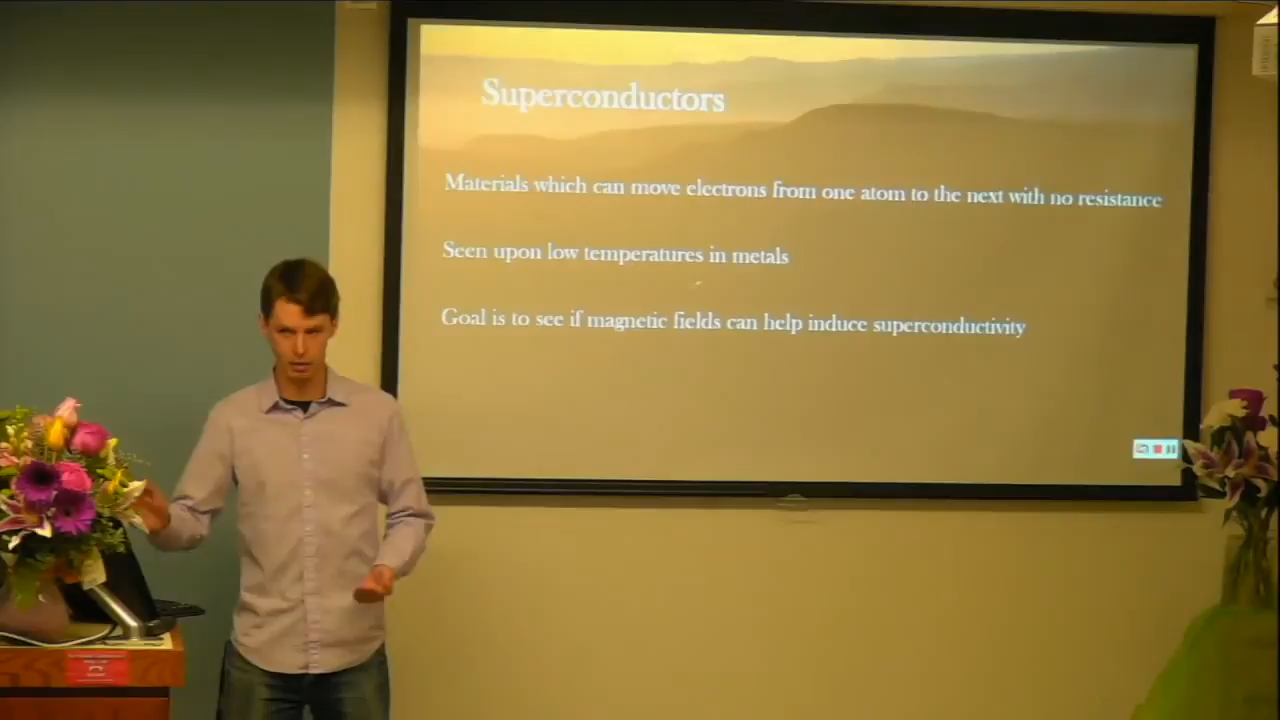 Superconductors
Materials which can move electrons from one atom to the next with no resistance
Seen upon low temperatures in metals
Goal is to see if magnetic fields can help induce superconductivity